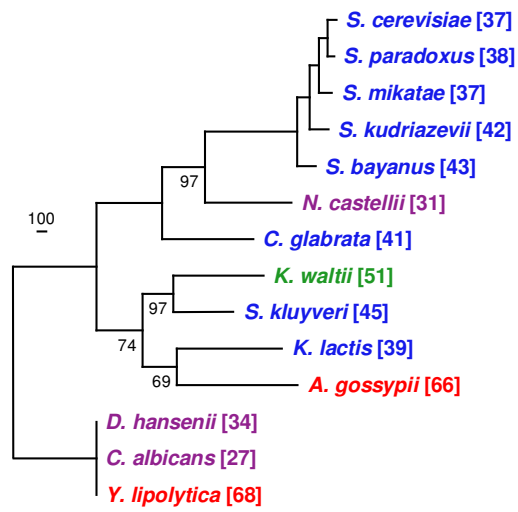 S. cerevisiae [37]
S. paradoxus [38]
S. mikatae [37]
S. kudriazevii [42]
S. bayanus [43]
97
N. castellii [31]
100
C. glabrata [41]
K. waltii [51]
97
S. kluyveri [45]
74
K. lactis [39]
69
A. gossypii [66]
D. hansenii [34]
C. albicans [27]
Y. lipolytica [68]